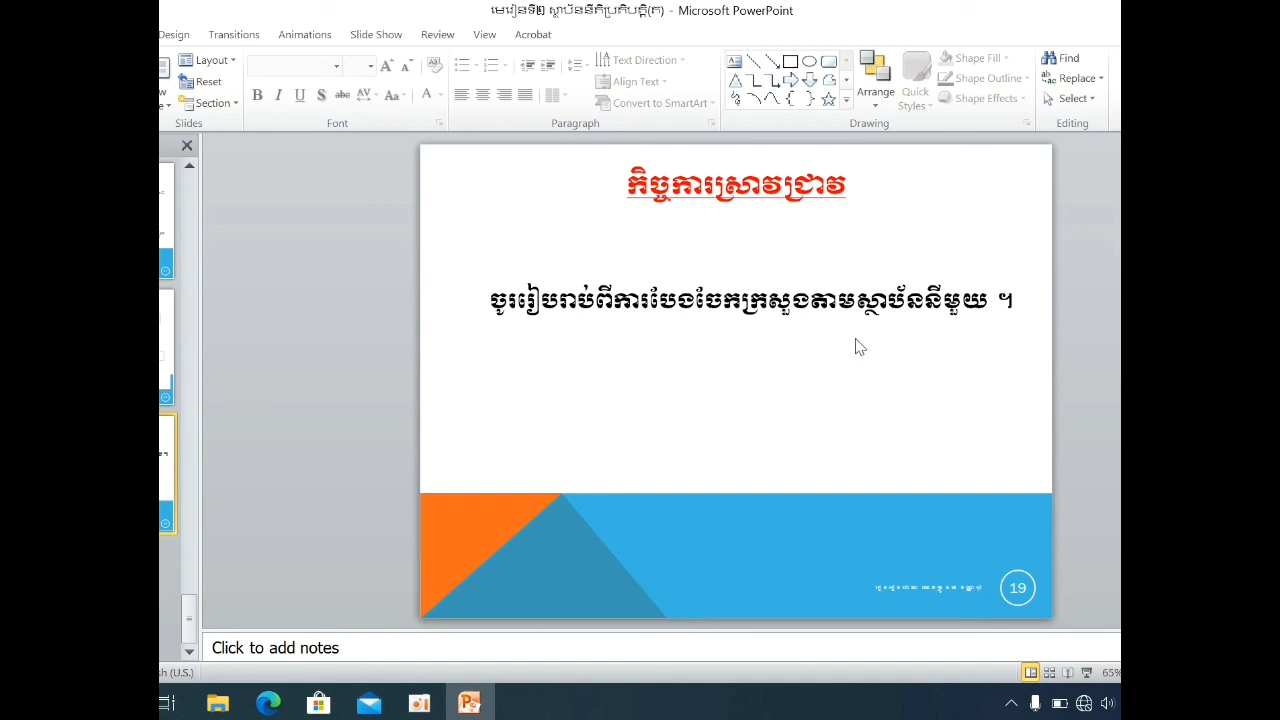 មេរៀនទី២ ស្ថាប័ននីតិប្រតិបត្តិ(ត) - Microsoft PowerPoint
Design Transitions Animations Slide Show Review View Acrobat
Layout Text Direction Shape Fill Find
Reset Align Text Arrange Quick Styles Shape Outline Replace
Section B I U S abc AV Aa A Convert to SmartArt Shape Effects Select
Slides Font Paragraph Drawing Editing
កិច្ចការស្រាវជ្រាវ
ចូររៀបរាប់ពីការបែងចែកក្រសួងតាមស្ថាប័ននីមួយ ។
19
Click to add notes
(U.S.) 65%